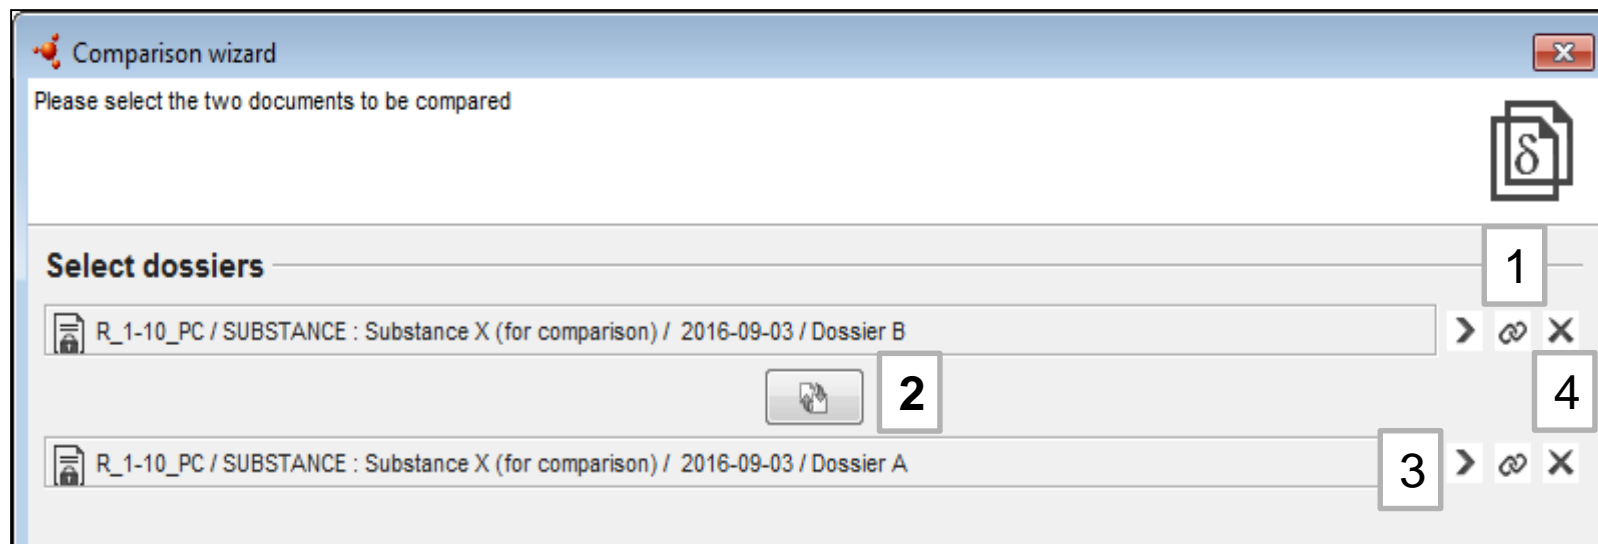 Comparison wizard
Please select the two documents to be compared
δ
Select dossiers
1
R_1-10_PC / SUBSTANCE : Substance X (for comparison) /  2016-09-03 / Dossier B
2
4
R_1-10_PC / SUBSTANCE : Substance X (for comparison) /  2016-09-03 / Dossier A
3